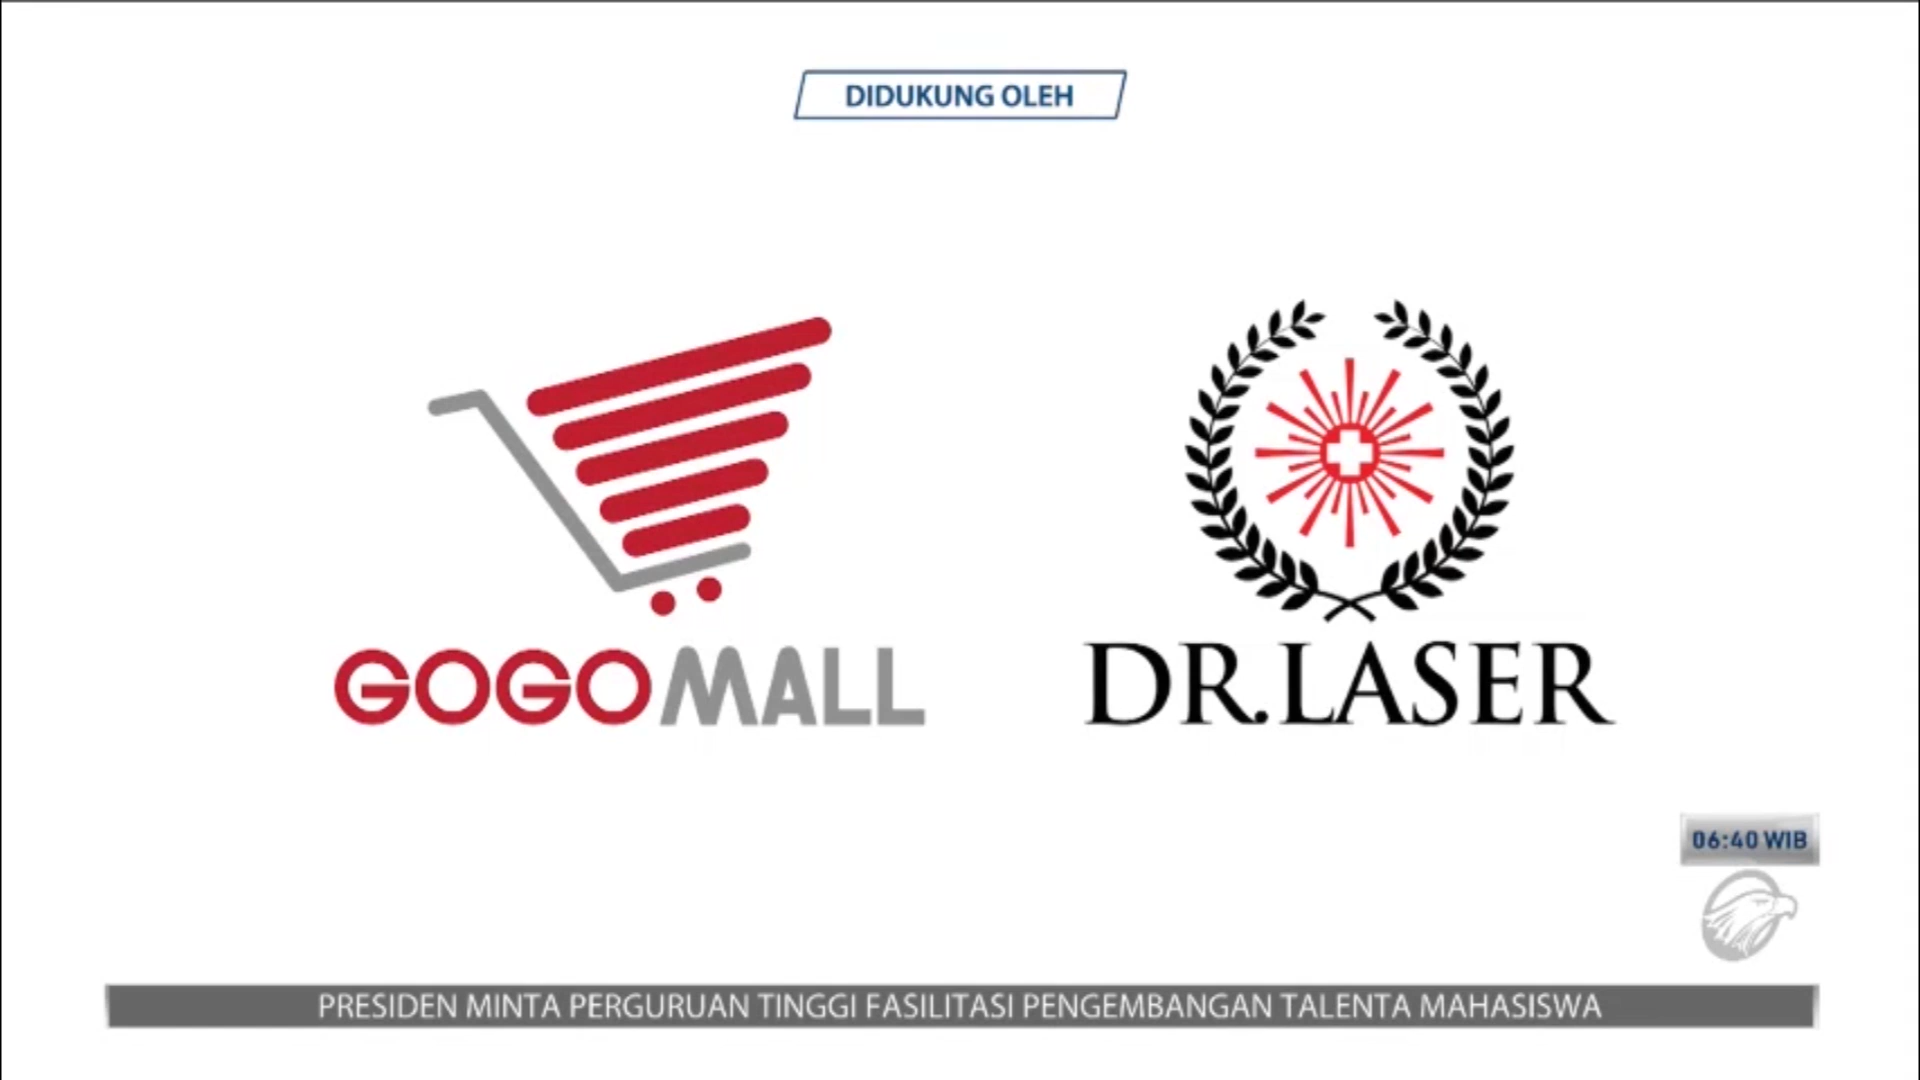 DIDUKUNG OLEH
GOGOMALL
DR.LASER
06:40 WIB
PRESIDEN MINTA PERGURUAN TINGGI FASILITASI PENGEMBANGAN TALENTA MAHASISWA